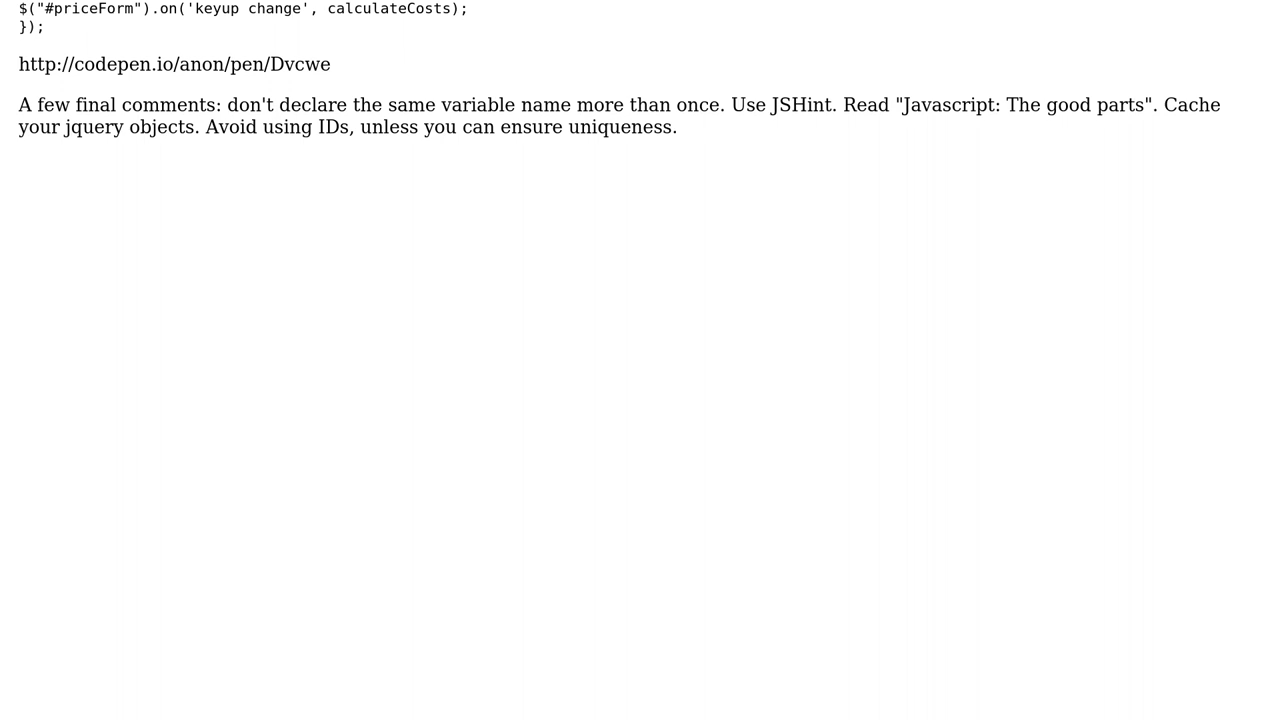 $("#priceForm").on('keyup change', calculateCosts);
});
http://codepen.io/anon/pen/Dvcwe
A few final comments: don't declare the same variable name more than once. Use JSHint. Read "Javascript: The good parts". Cache
your jquery objects. Avoid using IDs, unless you can ensure uniqueness.